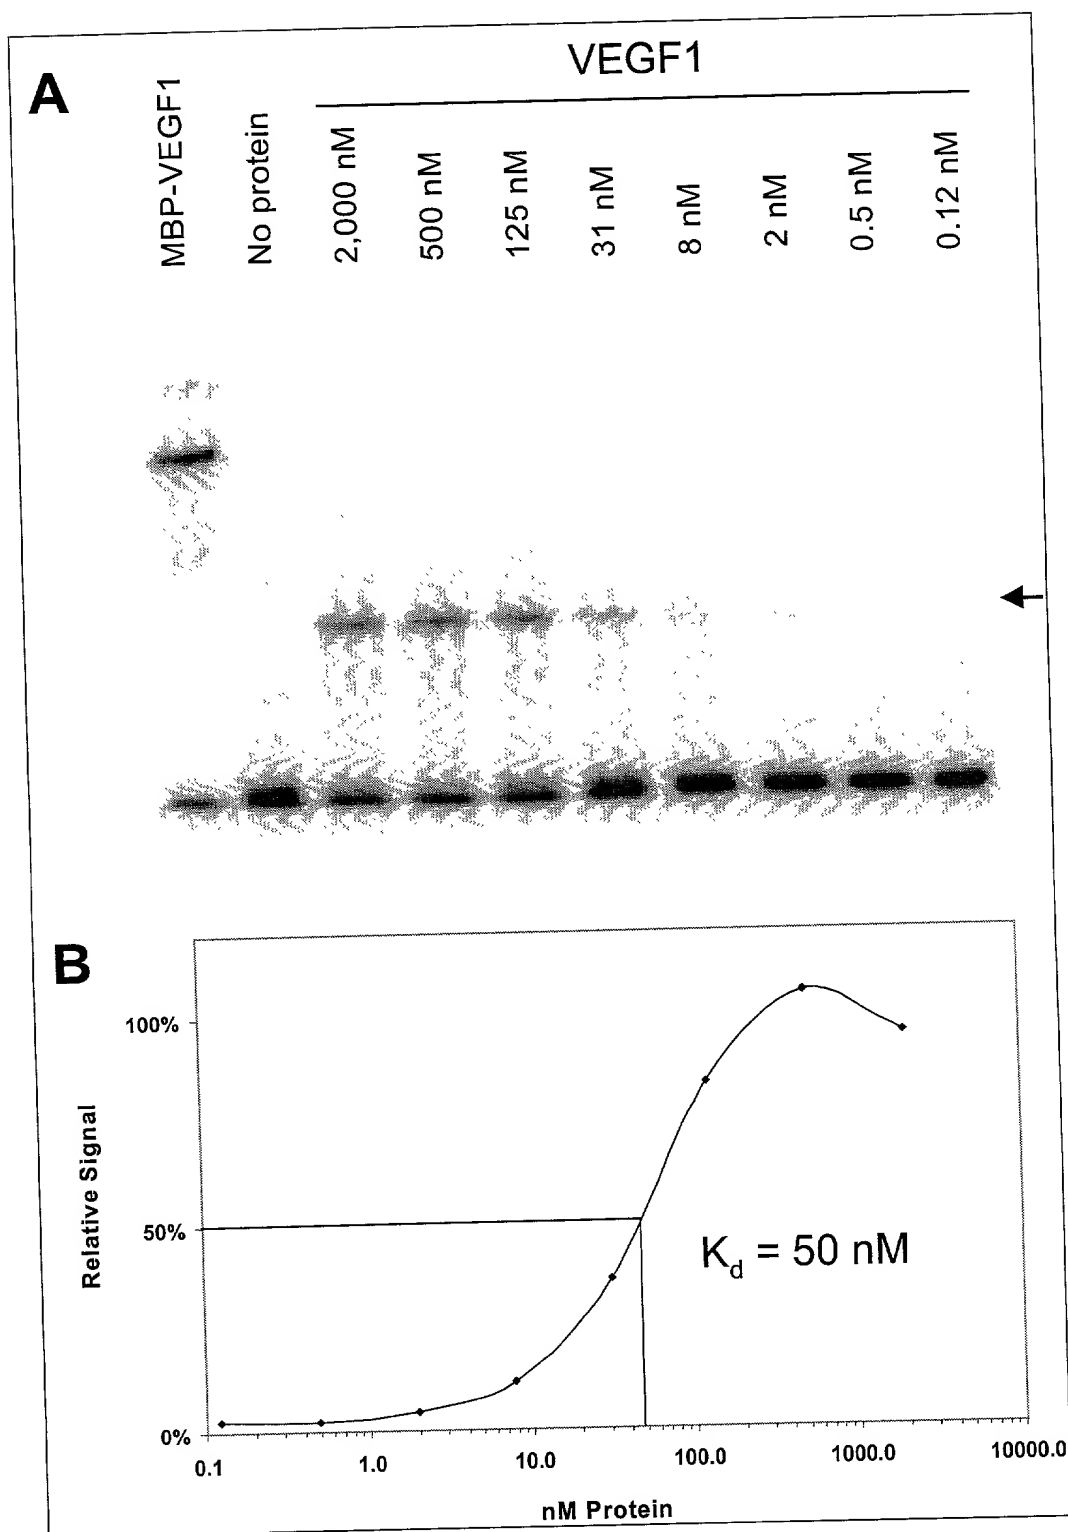 A
VEGF1
MBP-VEGF1
No protein
2,000 nM
500 nM
125 nM
31 nM
8 nM
2 nM
0.5 nM
0.12 nM
B
100%
50%
0%
Relative Signal
Kd = 50 nM
0.1 1.0 10.0 100.0 1000.0 10000.0
nM Protein